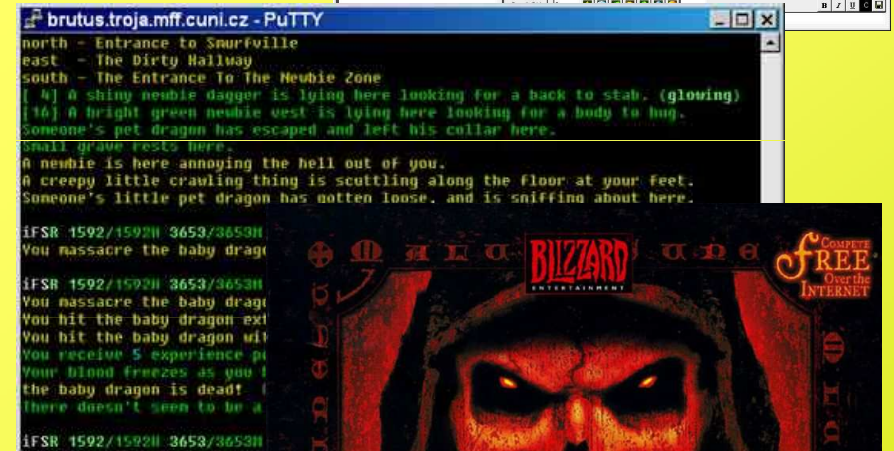 brutus.troja.mff.cuni.cz - PuTTY
north - Entrance to Smurfville
east - The Dirty Hallway
south - The Entrance To The Newbie Zone
[ 4] A shiny newbie dagger is lying here looking for a back to stab. (glowing)
[16] A bright green newbie vest is lying here looking for a body to hug.
Someone's pet dragon has escaped and left his collar here.
Small grave rests here.
A newbie is here annoying the hell out of you.
A creepy little crawling thing is scuttling along the floor at your feet.
Someone's little pet dragon has gotten loose, and is sniffing about here.
iFSR 1592/1592H 3653/3653M
You massacre the baby drag
iFSR 1592/1592H 3653/3653M
You massacre the baby drag
You hit the baby dragon ext
You hit the baby dragon wit
You receive 5 experience p
Your blood freezes as you
the baby dragon is dead!
there doesn't seem to be a
iFSR 1592/1592H 3653/3653M
BLIZZARD
ENTERTAINMENT
COMPETE
FREE
Over the
INTERNET
B I U